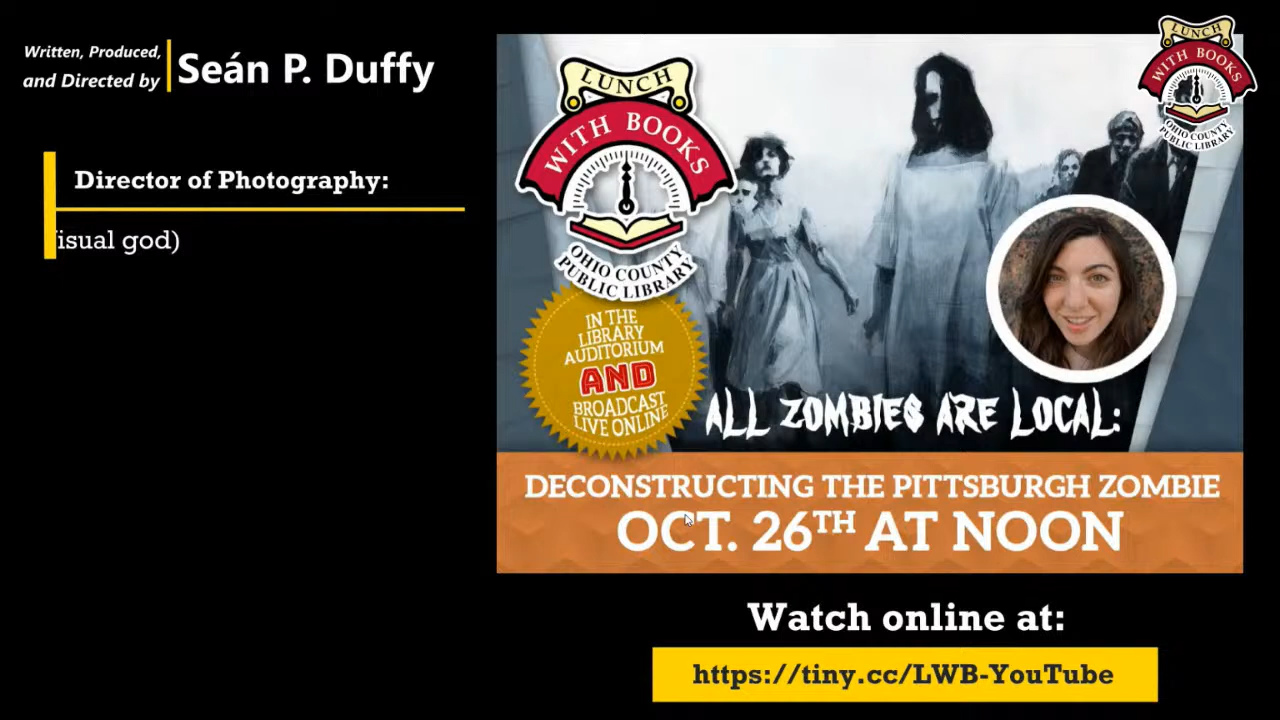 Written, Produced,
and Directed by
Seán P. Duffy
Director of Photography:
isual god)
LUNCH
WITH BOOKS
OHIO COUNTY
PUBLIC LIBRARY
IN THE
LIBRARY
AUDITORIUM
AND
BROADCAST
LIVE ONLINE
ALL ZOMBIES ARE LOCAL:
DECONSTRUCTING THE PITTSBURGH ZOMBIE
OCT. 26TH AT NOON
LUNCH
WITH BOOKS
OHIO COUNTY
PUBLIC LIBRARY
Watch online at:
https://tiny.cc/LWB-YouTube